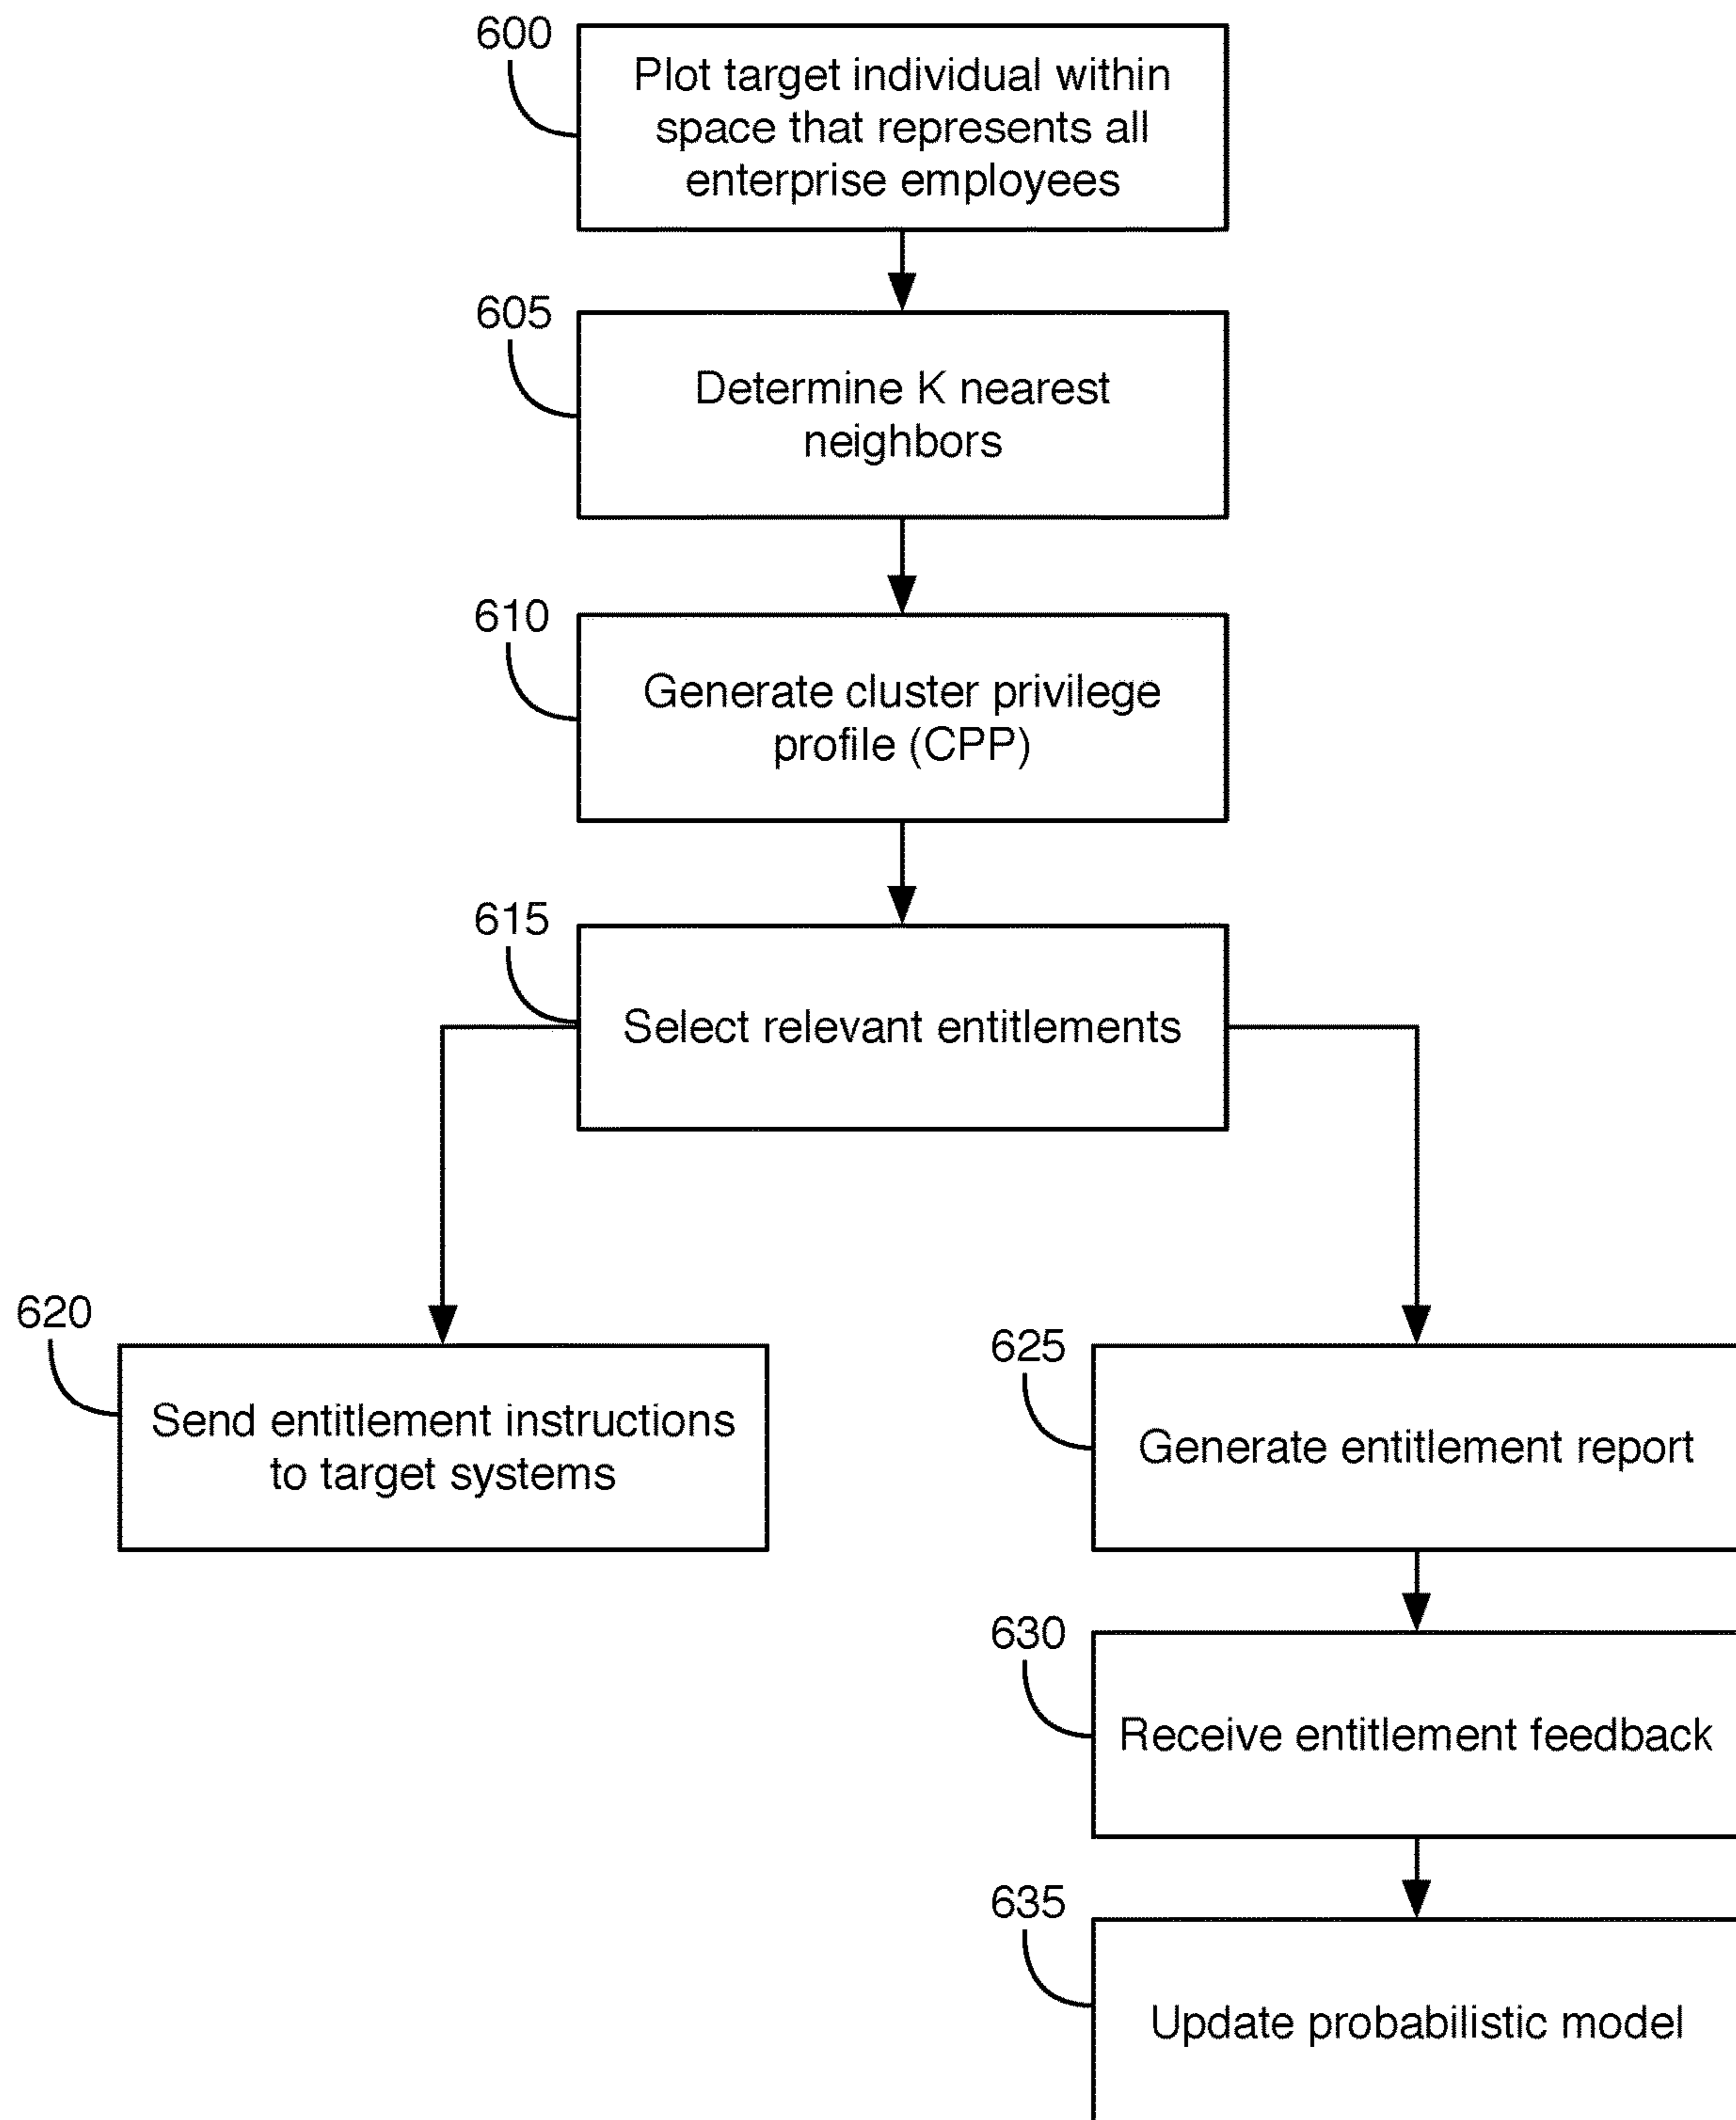 600
Plot target individual within
space that represents all
enterprise employees
605
Determine K nearest
neighbors
610
Generate cluster privilege
profile (CPP)
615
Select relevant entitlements
620
Send entitlement instructions
to target systems
625
Generate entitlement report
630
Receive entitlement feedback
635
Update probabilistic model